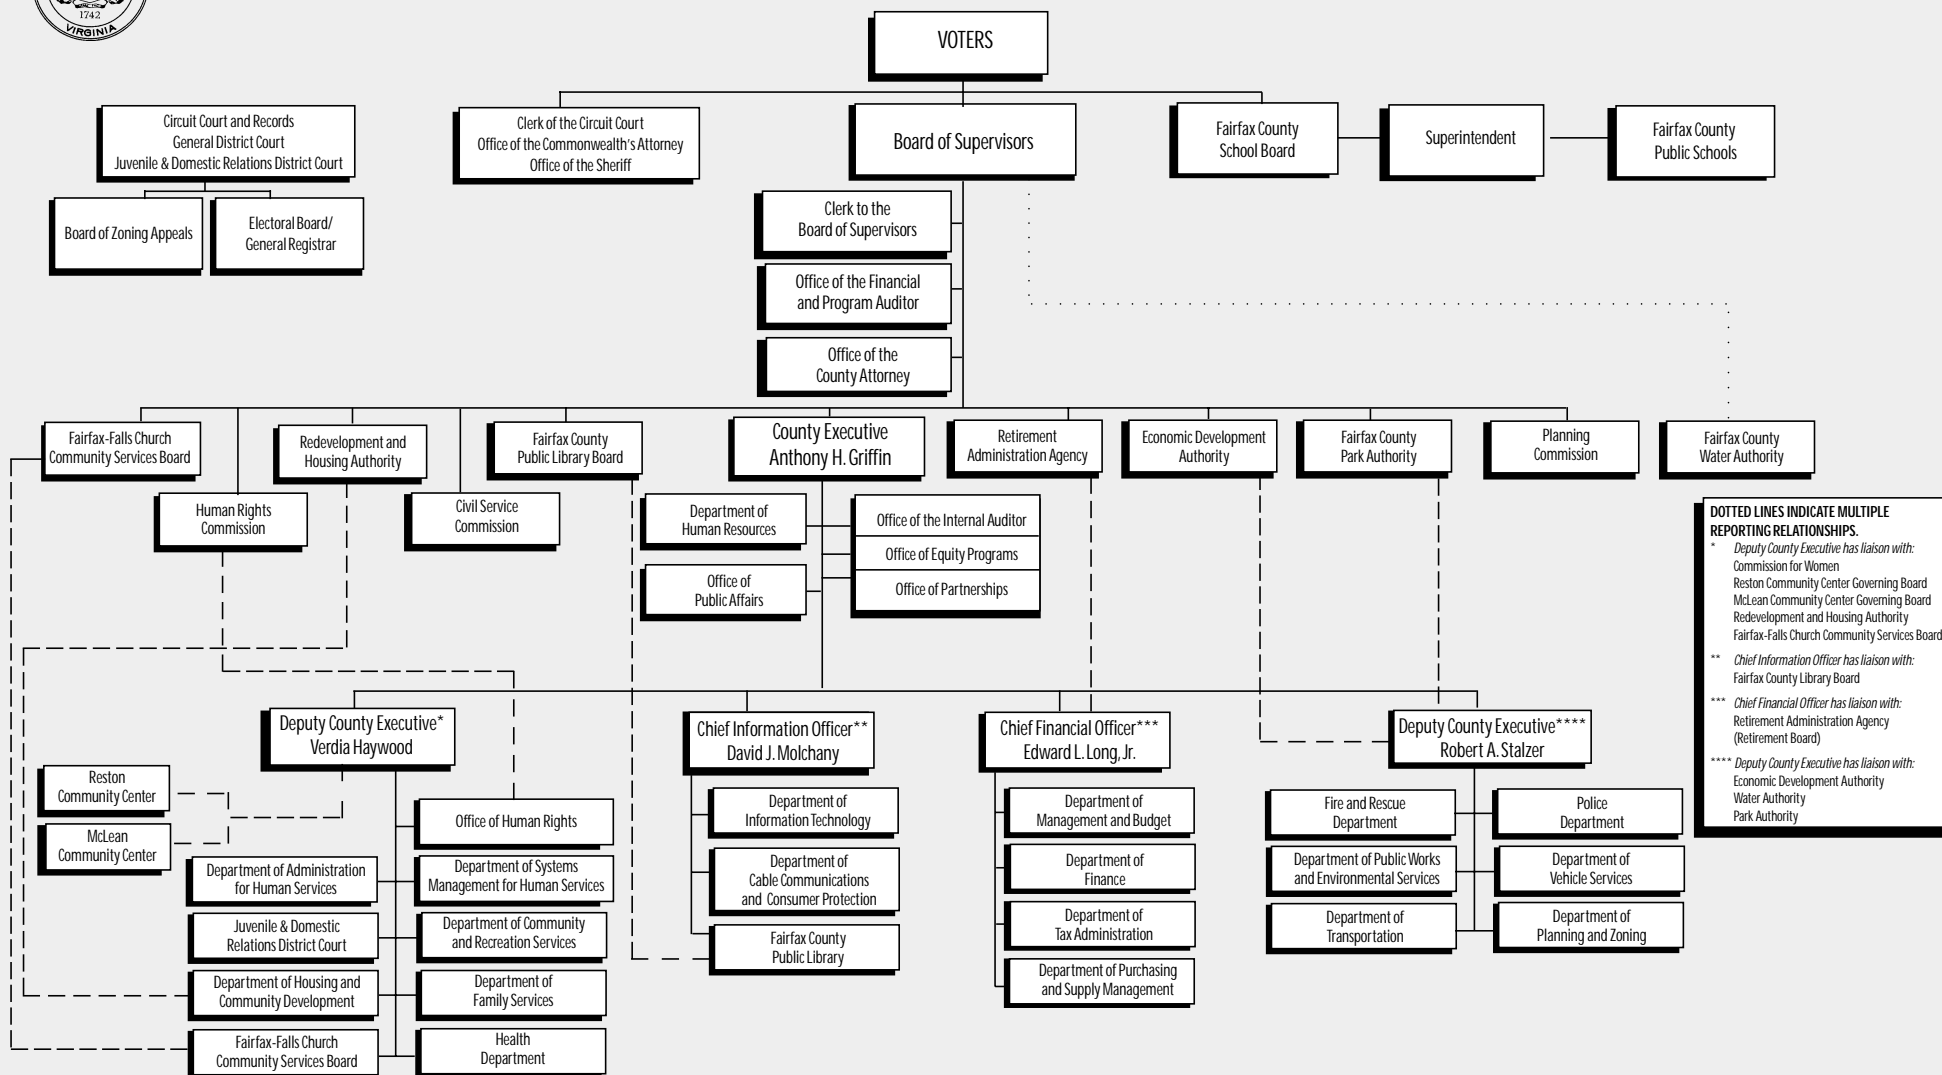 1742
VIRGINIA
VOTERS
Circuit Court and Records
General District Court
Juvenile & Domestic Relations District Court
Clerk of the Circuit Court
Office of the Commonwealth's Attorney
Office of the Sheriff
Board of Supervisors
Fairfax County
School Board
Superintendent
Fairfax County
Public Schools
Board of Zoning Appeals
Electoral Board/
General Registrar
Clerk to the
Board of Supervisors
Office of the Financial
and Program Auditor
Office of the
County Attorney
Fairfax-Falls Church
Community Services Board
Redevelopment and
Housing Authority
Fairfax County
Public Library Board
County Executive
Anthony H. Griffin
Retirement
Administration Agency
Economic Development
Authority
Fairfax County
Park Authority
Planning
Commission
Fairfax County
Water Authority
Human Rights
Commission
Civil Service
Commission
Department of
Human Resources
Office of the Internal Auditor
Office of Equity Programs
Office of Partnerships
Office of
Public Affairs
DOTTED LINES INDICATE MULTIPLE
REPORTING RELATIONSHIPS.
* Deputy County Executive has liaison with:
Commission for Women
Reston Community Center Governing Board
McLean Community Center Governing Board
Redevelopment and Housing Authority
Fairfax-Falls Church Community Services Board
** Chief Information Officer has liaison with:
Fairfax County Library Board
*** Chief Financial Officer has liaison with:
Retirement Administration Agency
(Retirement Board)
**** Deputy County Executive has liaison with:
Economic Development Authority
Water Authority
Park Authority
Deputy County Executive*
Verdia Haywood
Chief Information Officer**
David J. Molchany
Chief Financial Officer***
Edward L. Long, Jr.
Deputy County Executive****
Robert A. Stalzer
Reston
Community Center
McLean
Community Center
Office of Human Rights
Department of Administration
for Human Services
Department of Systems
Management for Human Services
Juvenile & Domestic
Relations District Court
Department of Community
and Recreation Services
Department of Housing and
Community Development
Department of
Family Services
Fairfax-Falls Church
Community Services Board
Health
Department
Department of
Information Technology
Department of
Cable Communications
and Consumer Protection
Fairfax County
Public Library
Department of
Management and Budget
Department of
Finance
Department of
Tax Administration
Department of Purchasing
and Supply Management
Fire and Rescue
Department
Police
Department
Department of Public Works
and Environmental Services
Department of
Vehicle Services
Department of
Transportation
Department of
Planning and Zoning